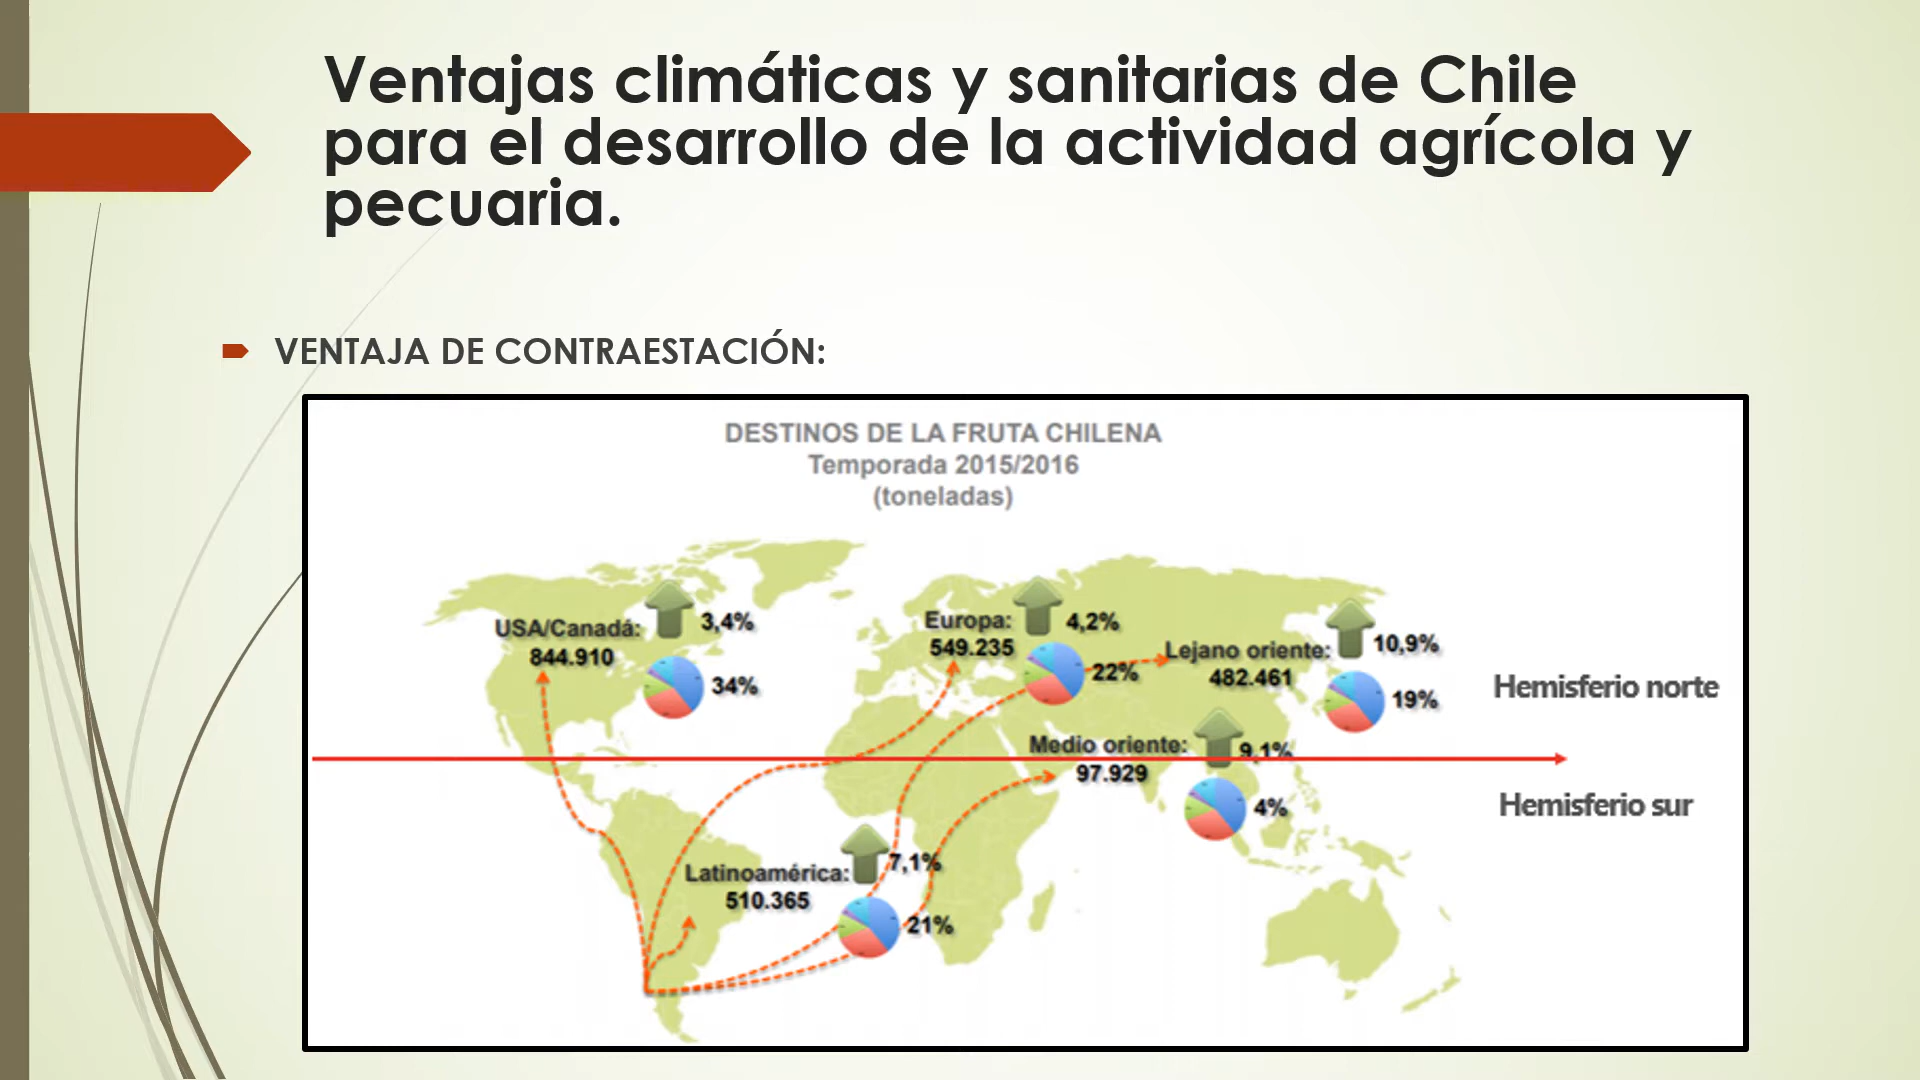 Ventajas climáticas y sanitarias de Chile
para el desarrollo de la actividad agrícola y
pecuaria.
VENTAJA DE CONTRAESTACIÓN:
DESTINOS DE LA FRUTA CHILENA
Temporada 2015/2016
(toneladas)
USA/Canadá:
844.910
3,4%
34%
Europa:
549.235
4,2%
22%
Lejano oriente:
482.461
10,9%
19%
Hemisferio norte
Medio oriente:
97.929
9,1%
4%
Hemisferio sur
Latinoamérica:
510.365
7,1%
21%